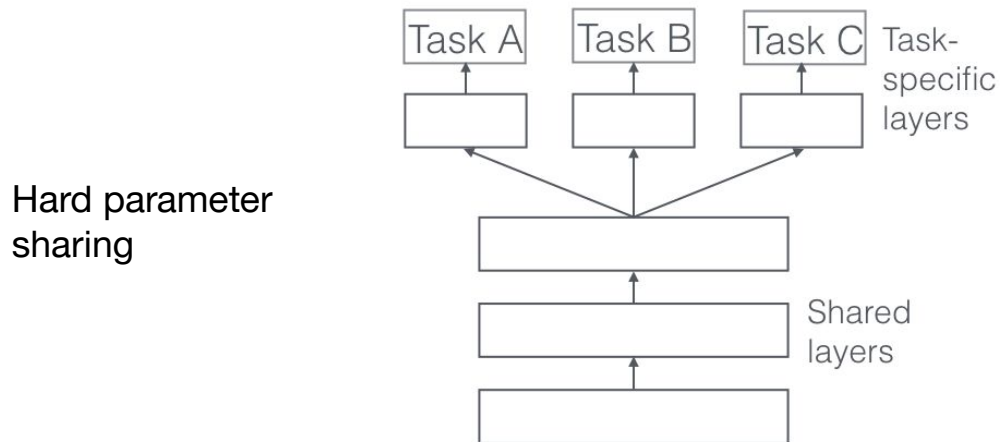 Task A
Task B
Task C
Task-
specific
layers
Hard parameter
sharing
Shared
layers